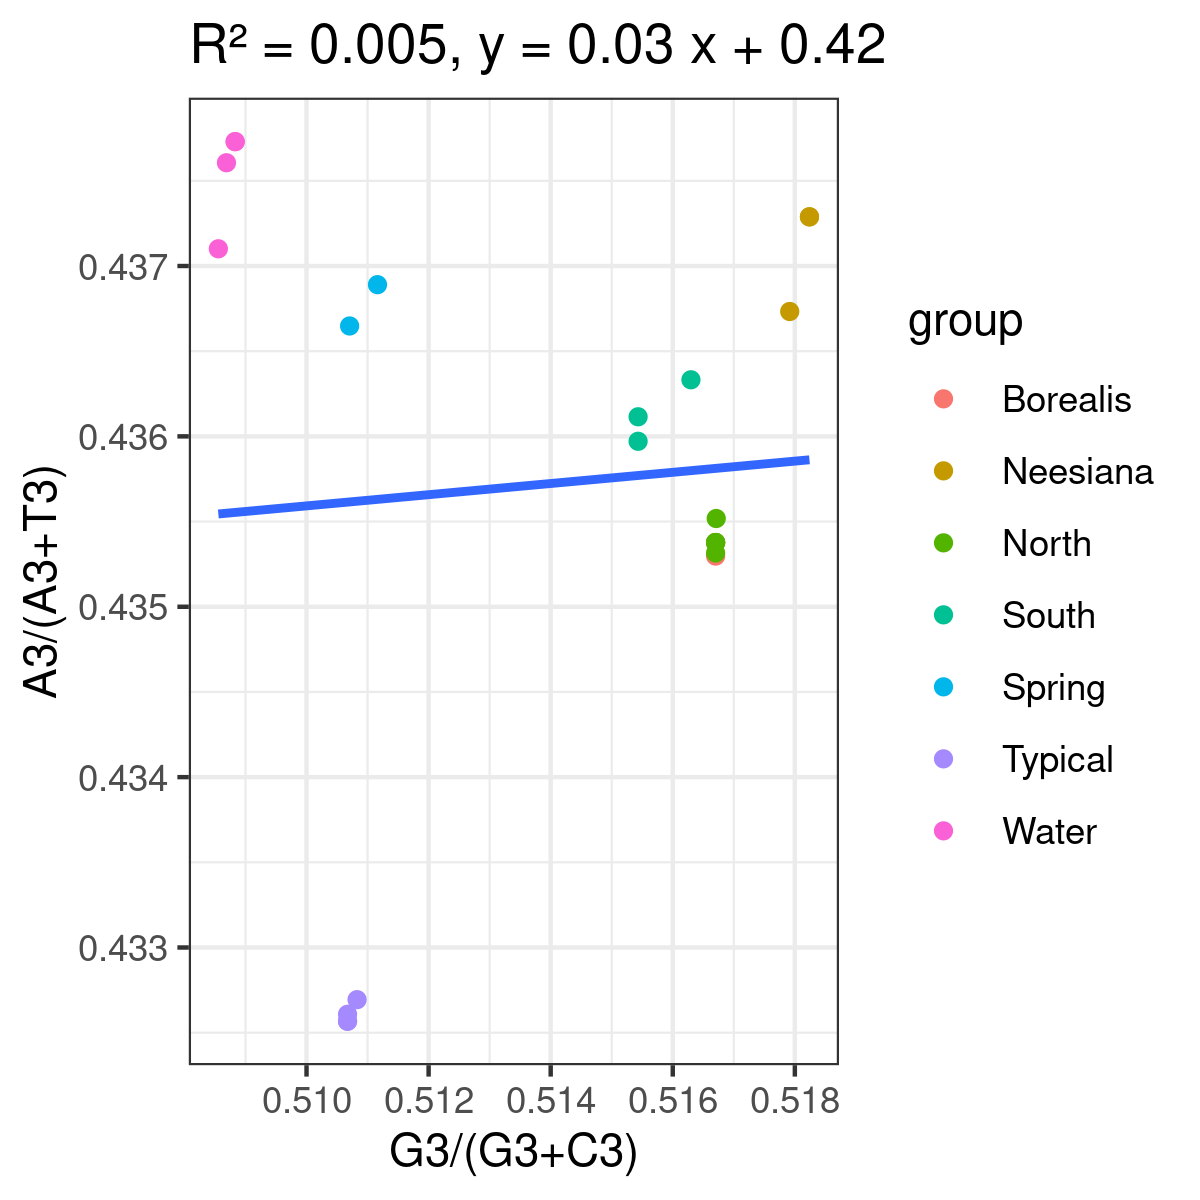 R² = 0.005, y = 0.03 x + 0.42
A3/(A3+T3)
0.437
0.436
0.435
0.434
0.433
0.510 0.512 0.514 0.516 0.518
G3/(G3+C3)
group
Borealis
Neesiana
North
South
Spring
Typical
Water